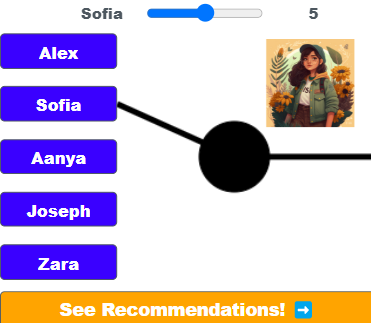 Sofia 5
Alex
Sofia
Aanya
Joseph
Zara
See Recommendations! ➡️